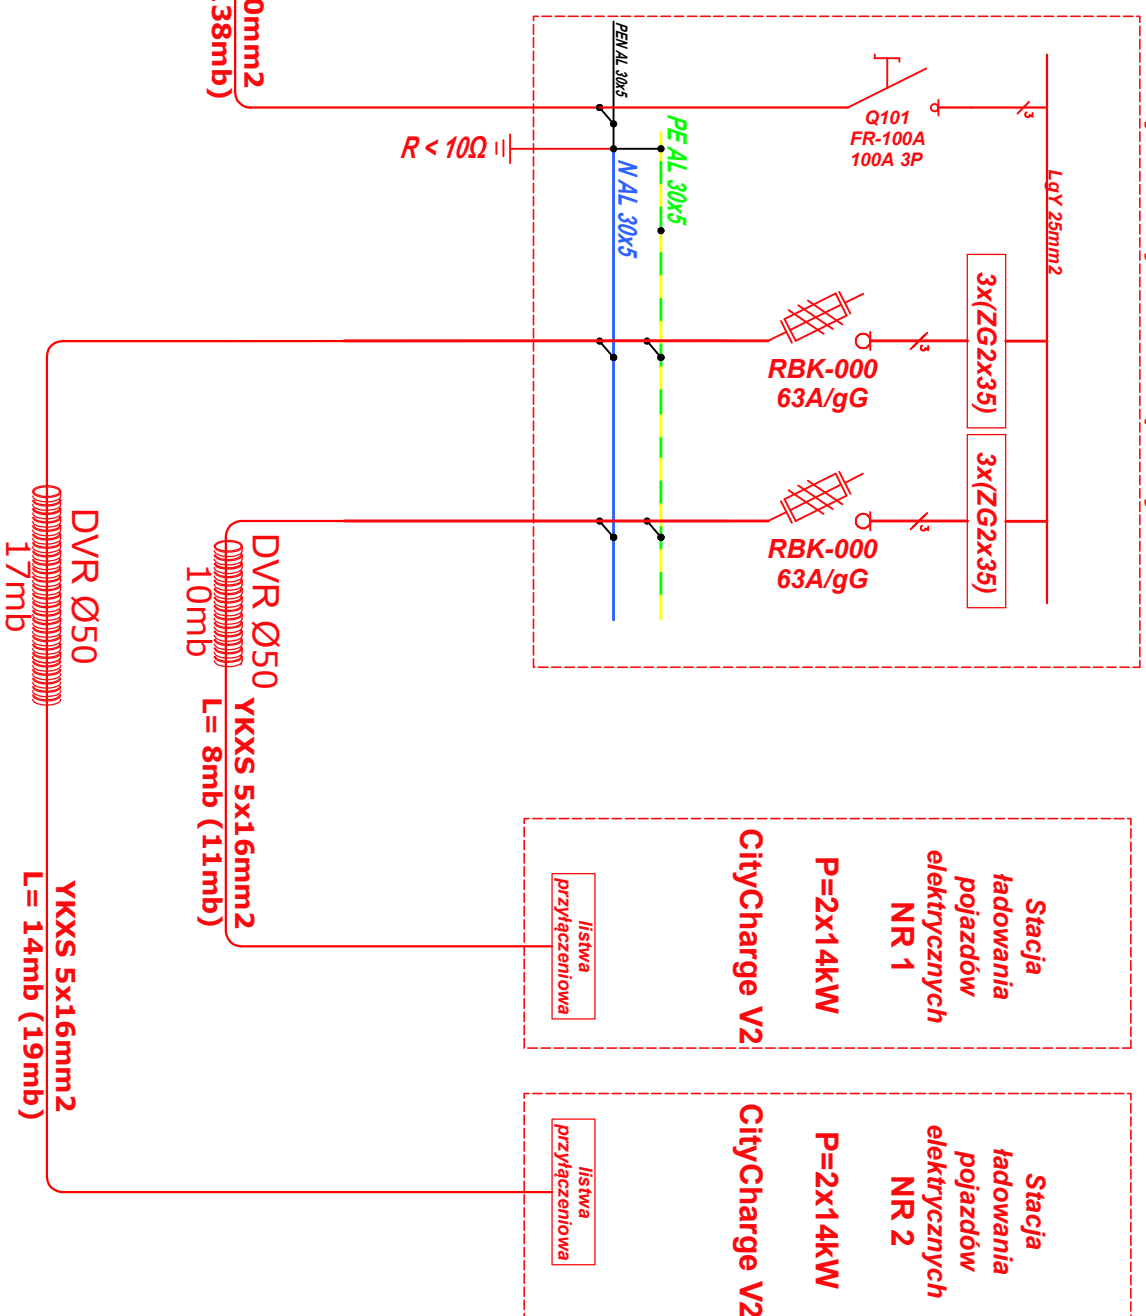 0mm2
.38mb)
PEN AL 30x5
R < 10Ω
PE AL 30x5
N AL 30x5
Q101
FR-100A
100A 3P
3
LgY 25mm2
3x(ZG2x35)
3
RBK-000
63A/gG
3x(ZG2x35)
3
RBK-000
63A/gG
DVR Ø50
10mb
YKXS 5x16mm2
L= 8mb (11mb)
DVR Ø50
17mb
YKXS 5x16mm2
L= 14mb (19mb)
Stacja
ładowania
pojazdów
elektrycznych
NR 1
P=2x14kW
CityCharge V2
listwa
przyłączeniowa
Stacja
ładowania
pojazdów
elektrycznych
NR 2
P=2x14kW
CityCharge V2
listwa
przyłączeniowa